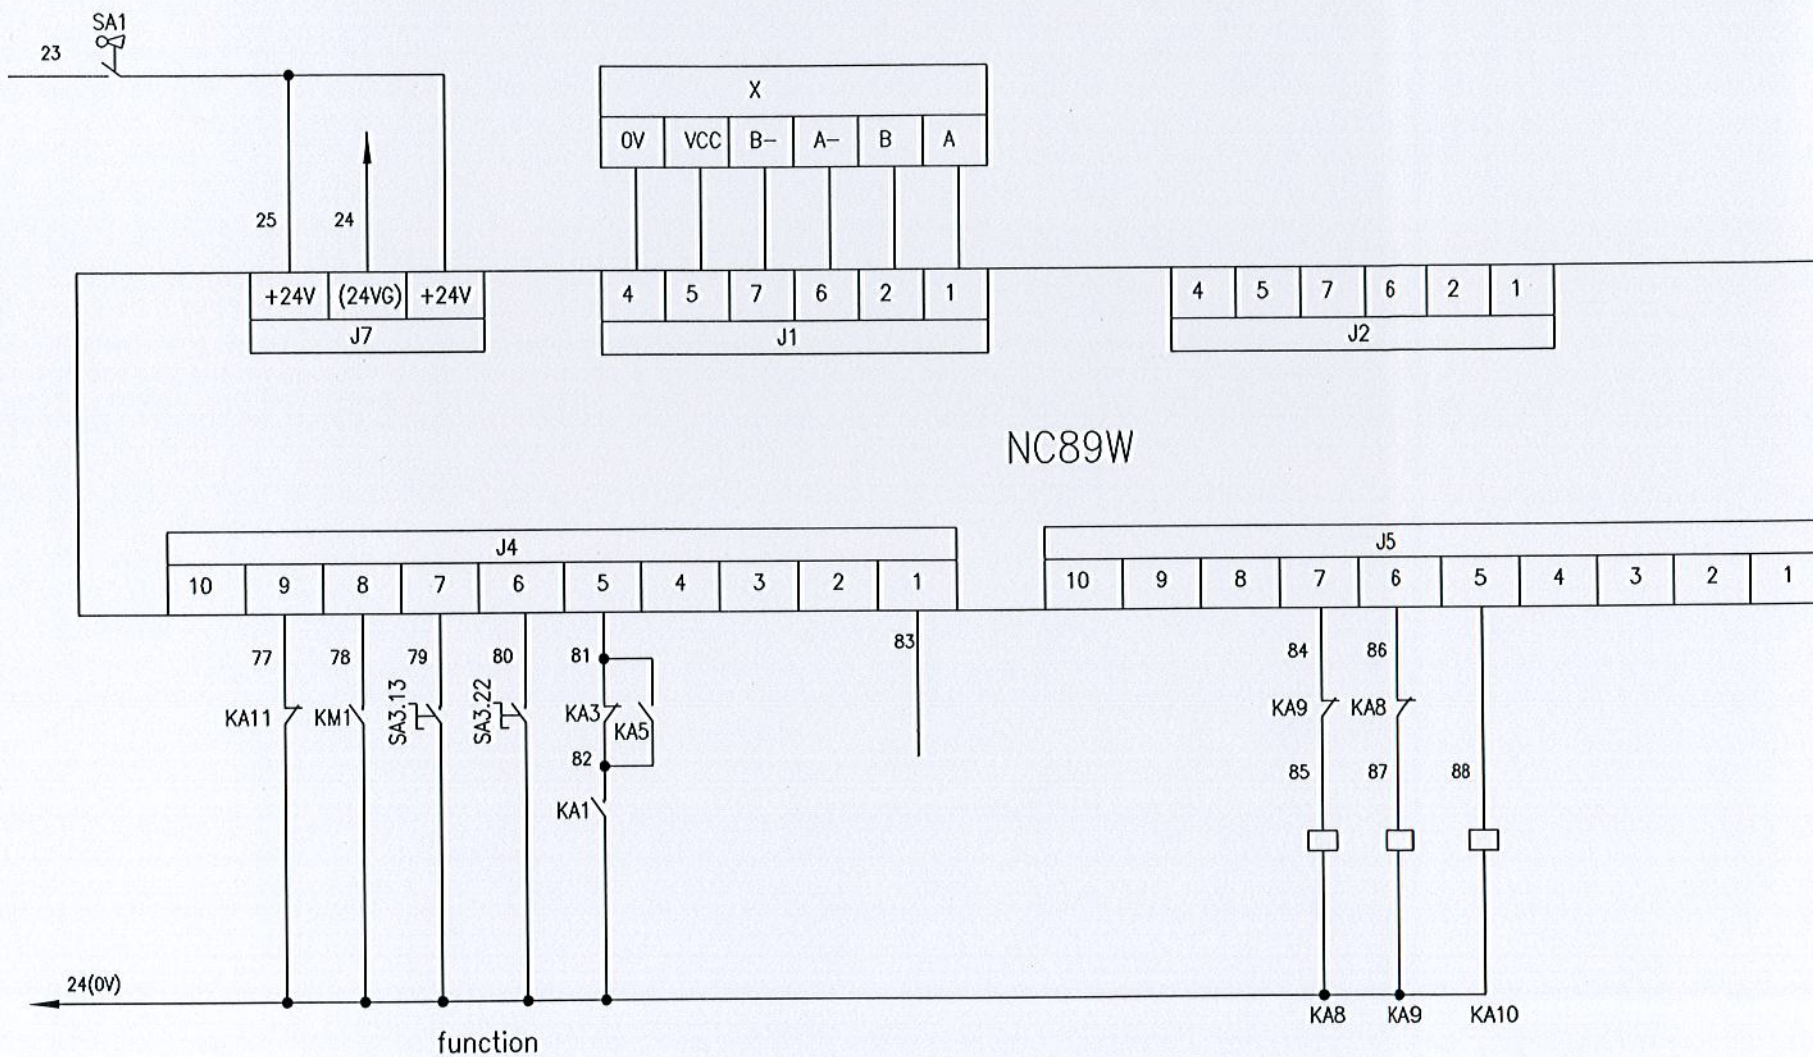 SA1
23
X
0V VCC B- A- B A
25 24
+24V (24VG) +24V
J7
4 5 7 6 2 1
J1
4 5 7 6 2 1
J2
NC89W
J4
10 9 8 7 6 5 4 3 2 1
J5
10 9 8 7 6 5 4 3 2 1
77 78 79 80 81 83 84 86
KA11 KM1 SA3.13 SA3.22 KA3 KA5 KA9 KA8
82 85 87 88
KA1
24(0V)
KA8 KA9 KA10
function